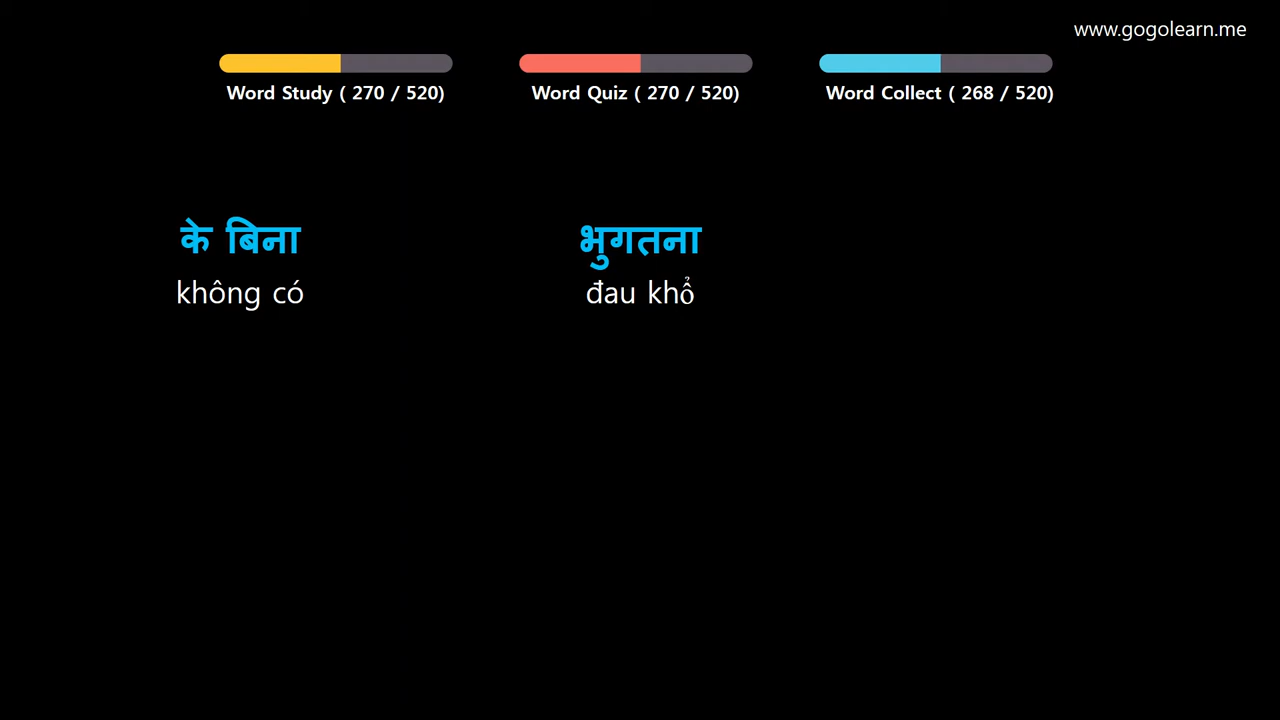 www.gogolearn.me
Word Study ( 270 / 520)
Word Quiz ( 270 / 520)
Word Collect ( 268 / 520)
के बिना
không có
भुगतना
đau khổ